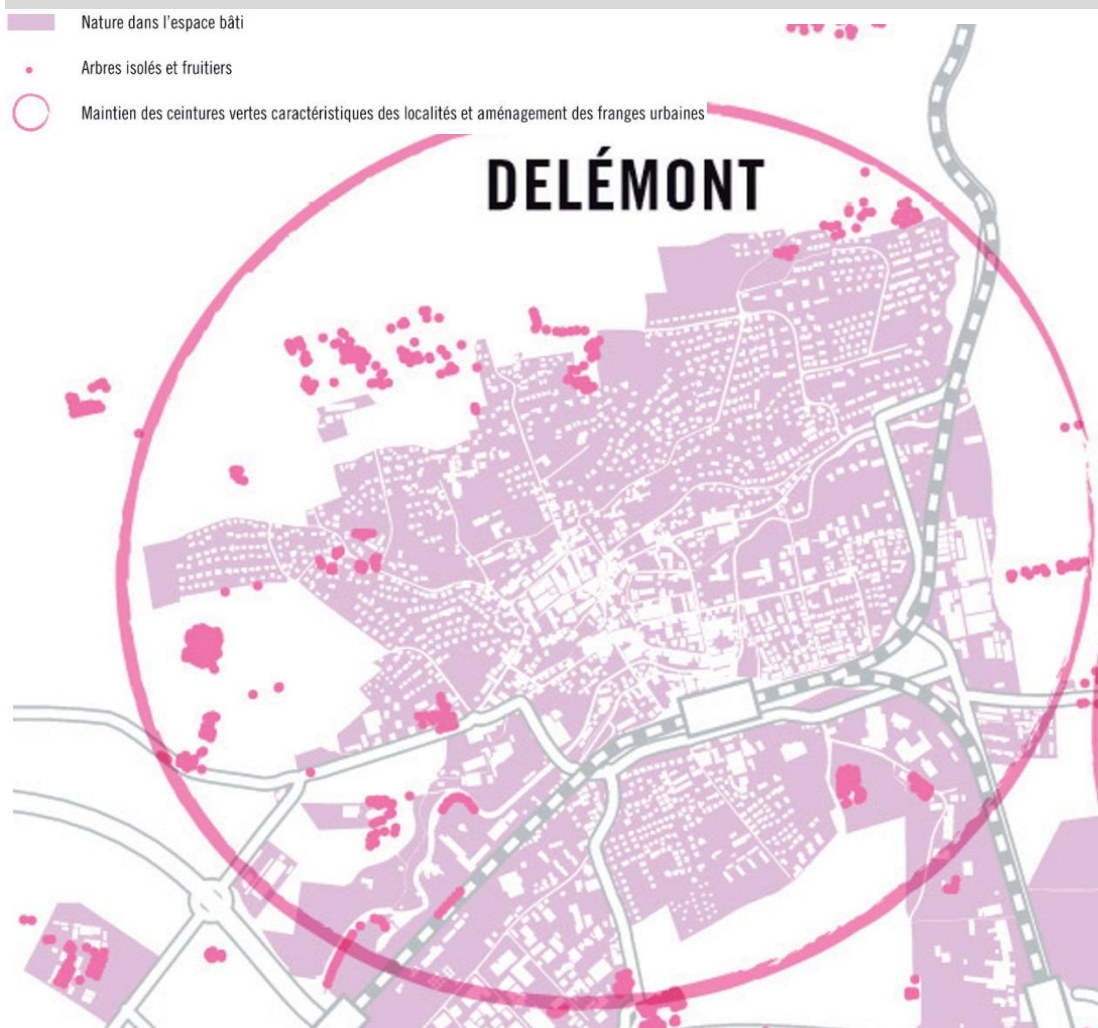 Nature dans l'espace bâti
Arbres isolés et fruitiers
Maintien des ceintures vertes caractéristiques des localités et aménagement des franges urbaines
DELÉMONT